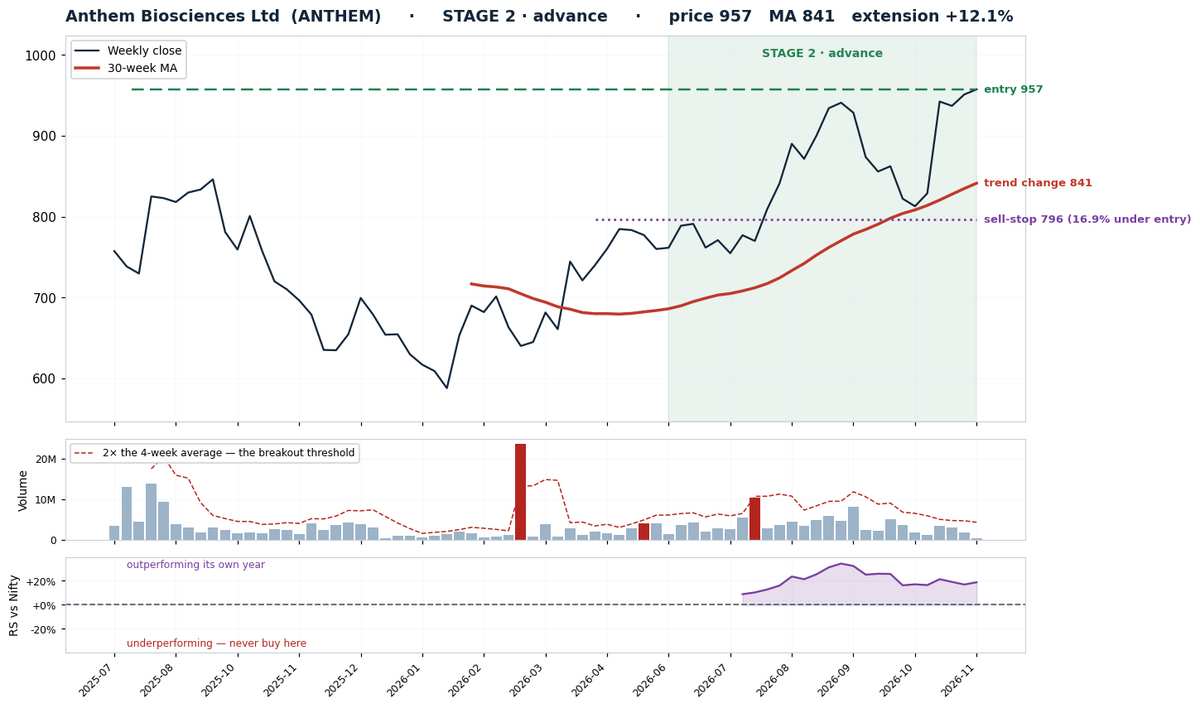 Anthem Biosciences Ltd (ANTHEM) · STAGE 2 · advance · price 957 MA 841 extension +12.1%
Weekly close
30-week MA
STAGE 2 · advance
1000
900
800
700
600
entry 957
trend change 841
sell-stop 796 (16.9% under entry)
2× the 4-week average — the breakout threshold
Volume
20M
10M
0
outperforming its own year
RS vs Nifty
+20%
+0%
-20%
underperforming — never buy here
2025-07
2025-08
2025-10
2025-11
2025-12
2026-01
2026-02
2026-03
2026-04
2026-06
2026-07
2026-08
2026-09
2026-10
2026-11